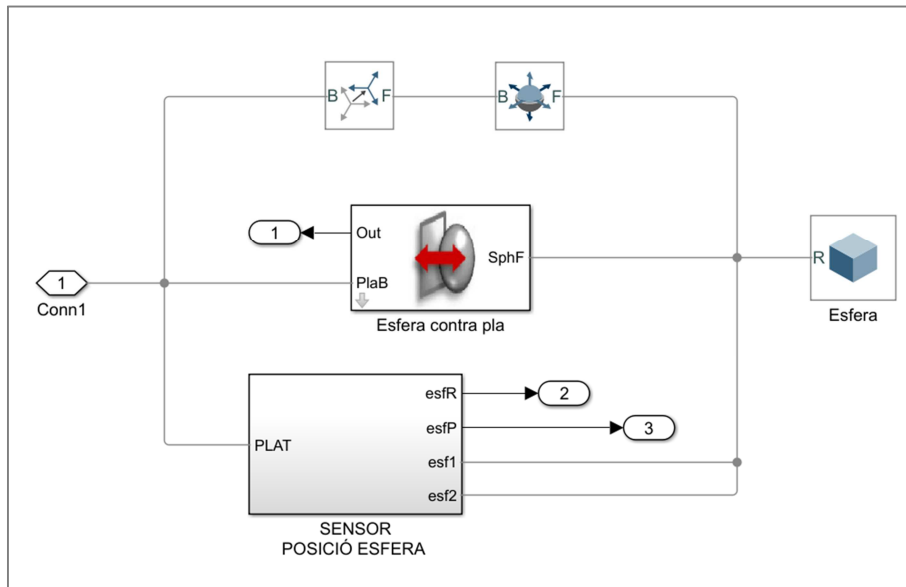 B F
B F
1
Out
SphF
PlaB
R
1
Conn1
Esfera contra pla
Esfera
esfR
2
esfP
3
PLAT
esf1
esf2
SENSOR
POSICIÓ ESFERA